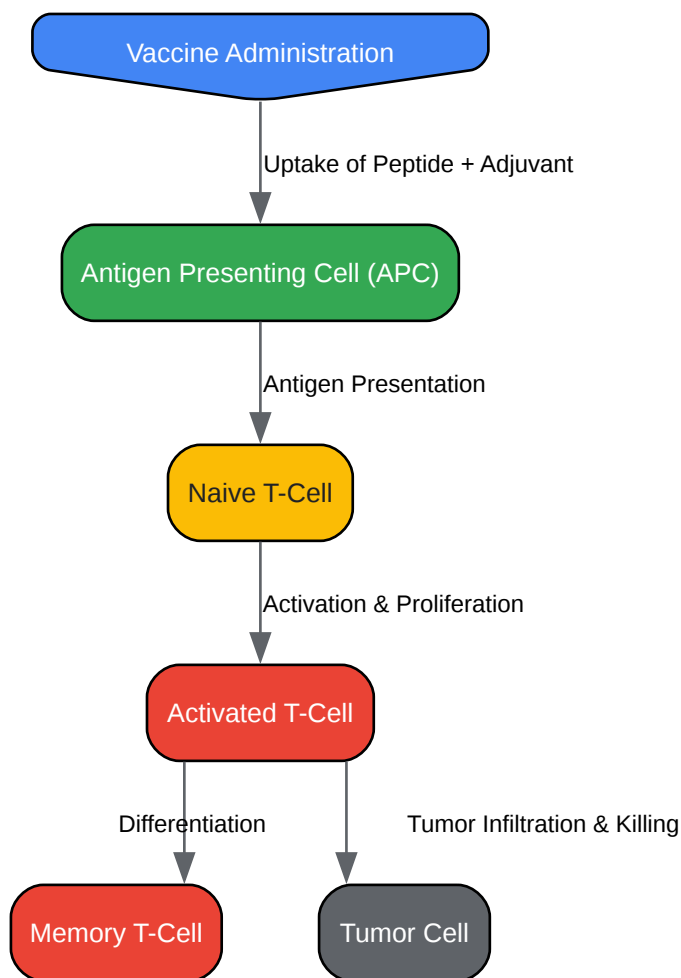 Vaccine Administration
Uptake of Peptide + Adjuvant
Antigen Presenting Cell (APC)
Antigen Presentation
Naive T-Cell
Activation & Proliferation
Activated T-Cell
Differentiation
Tumor Infiltration & Killing
Memory T-Cell
Tumor Cell